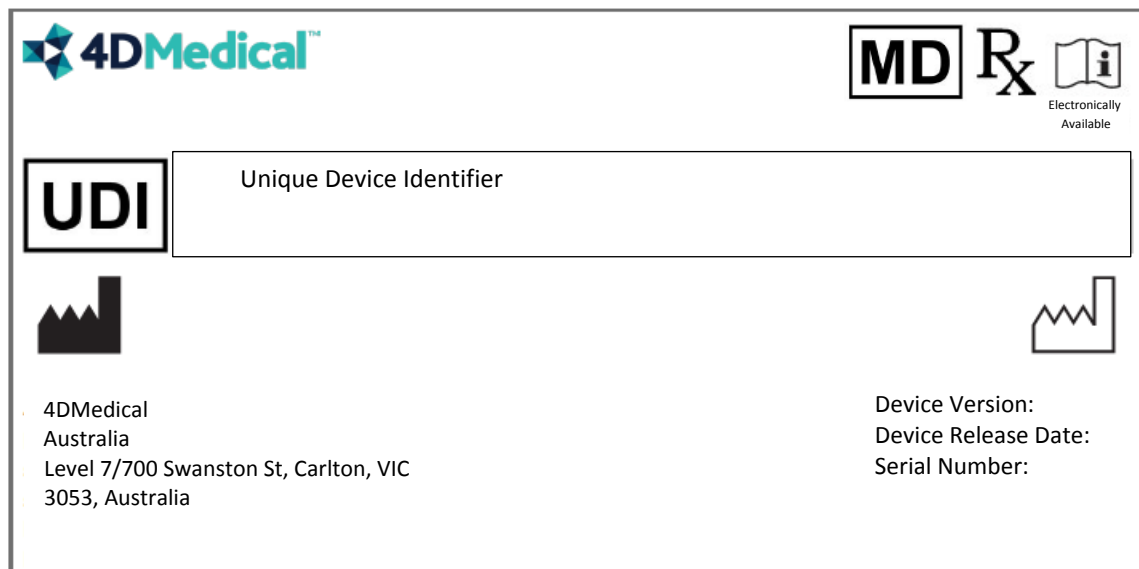 4DMedical™
MD Rx i
Electronically
Available
UDI
Unique Device Identifier
4DMedical
Australia
Level 7/700 Swanston St, Carlton, VIC
3053, Australia
Device Version:
Device Release Date:
Serial Number: